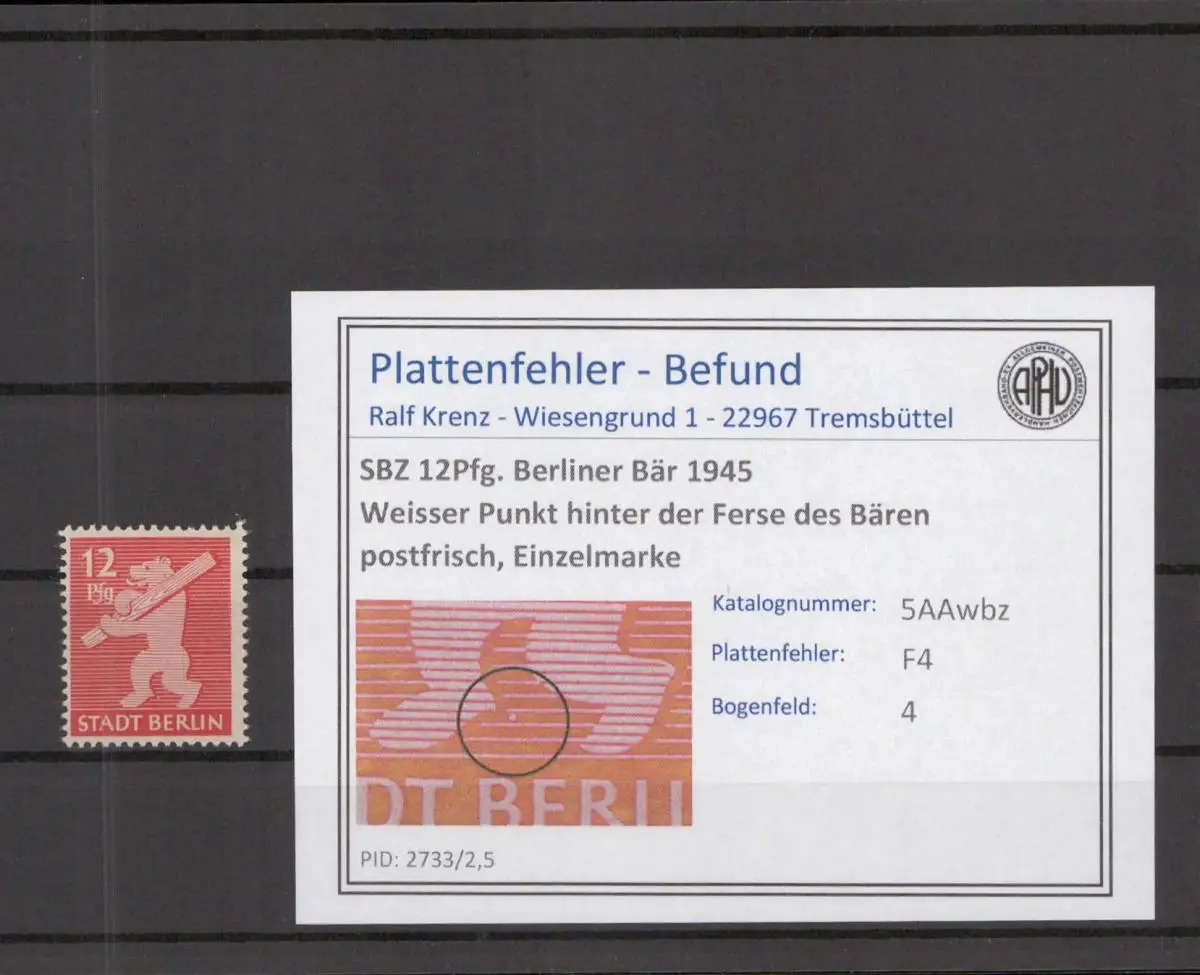 12
Pfg
STADT BERLIN
Plattenfehler - Befund
Ralf Krenz - Wiesengrund 1 - 22967 Tremsbüttel
APHV
SBZ 12Pfg. Berliner Bär 1945
Weisser Punkt hinter der Ferse des Bären
postfrisch, Einzelmarke
Katalognummer: 5AAwbz
Plattenfehler: F4
Bogenfeld: 4
DT BERLI
PID: 2733/2,5